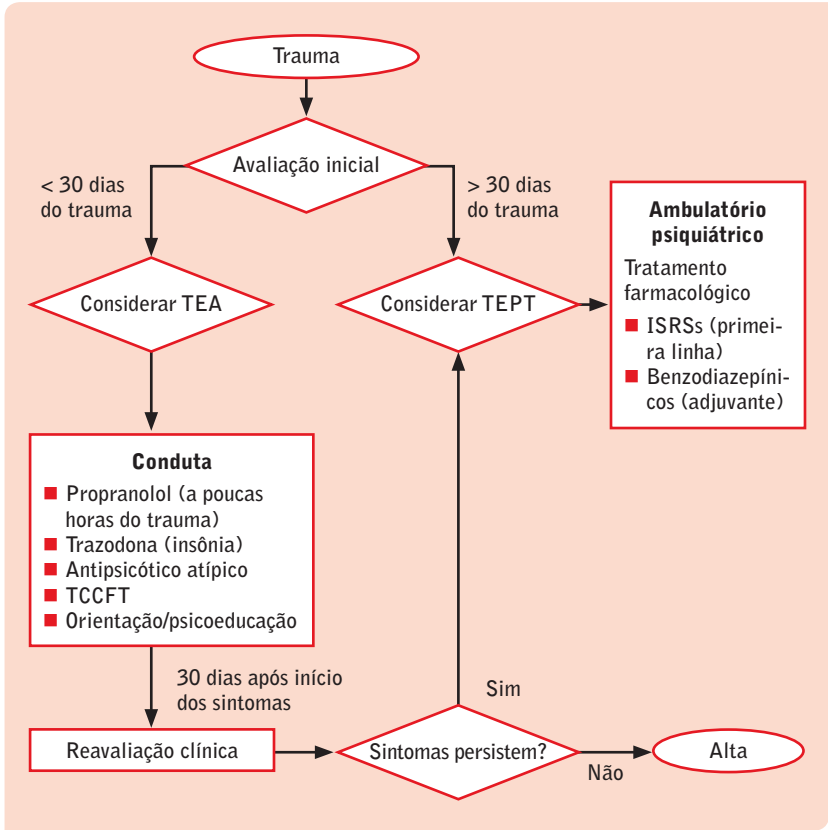 Trauma
Avaliação inicial
< 30 dias
do trauma
> 30 dias
do trauma
Considerar TEA
Considerar TEPT
Ambulatório
psiquiátrico
Tratamento
farmacológico
■ ISRSs (primei-
ra linha)
■ Benzodiazepíni-
cos (adjuvante)
Conduta
■ Propranolol (a poucas
horas do trauma)
■ Trazodona (insônia)
■ Antipsicótico atípico
■ TCCFT
■ Orientação/psicoeducação
30 dias após início
dos sintomas
Reavaliação clínica
Sintomas persistem?
Sim
Não
Alta